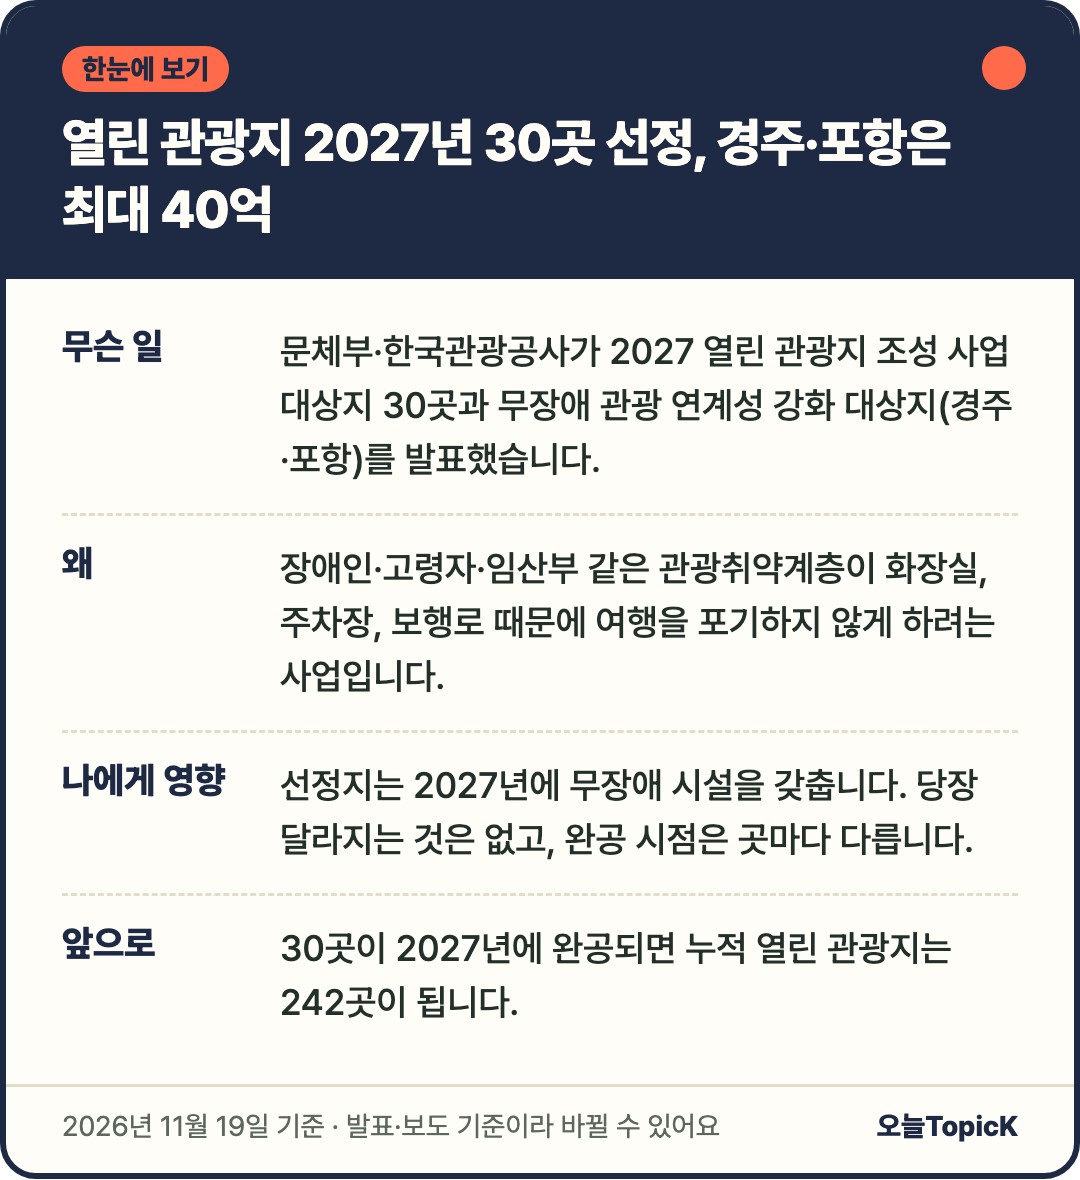 한눈에 보기
열린 관광지 2027년 30곳 선정, 경주·포항은
최대 40억
무슨 일
문체부·한국관광공사가 2027 열린 관광지 조성 사업
대상지 30곳과 무장애 관광 연계성 강화 대상지(경주
·포항)를 발표했습니다.
왜
장애인·고령자·임산부 같은 관광취약계층이 화장실,
주차장, 보행로 때문에 여행을 포기하지 않게 하려는
사업입니다.
나에게 영향
선정지는 2027년에 무장애 시설을 갖춥니다. 당장
달라지는 것은 없고, 완공 시점은 곳마다 다릅니다.
앞으로
30곳이 2027년에 완공되면 누적 열린 관광지는
242곳이 됩니다.
2026년 11월 19일 기준 · 발표·보도 기준이라 바뀔 수 있어요
오늘TopicK